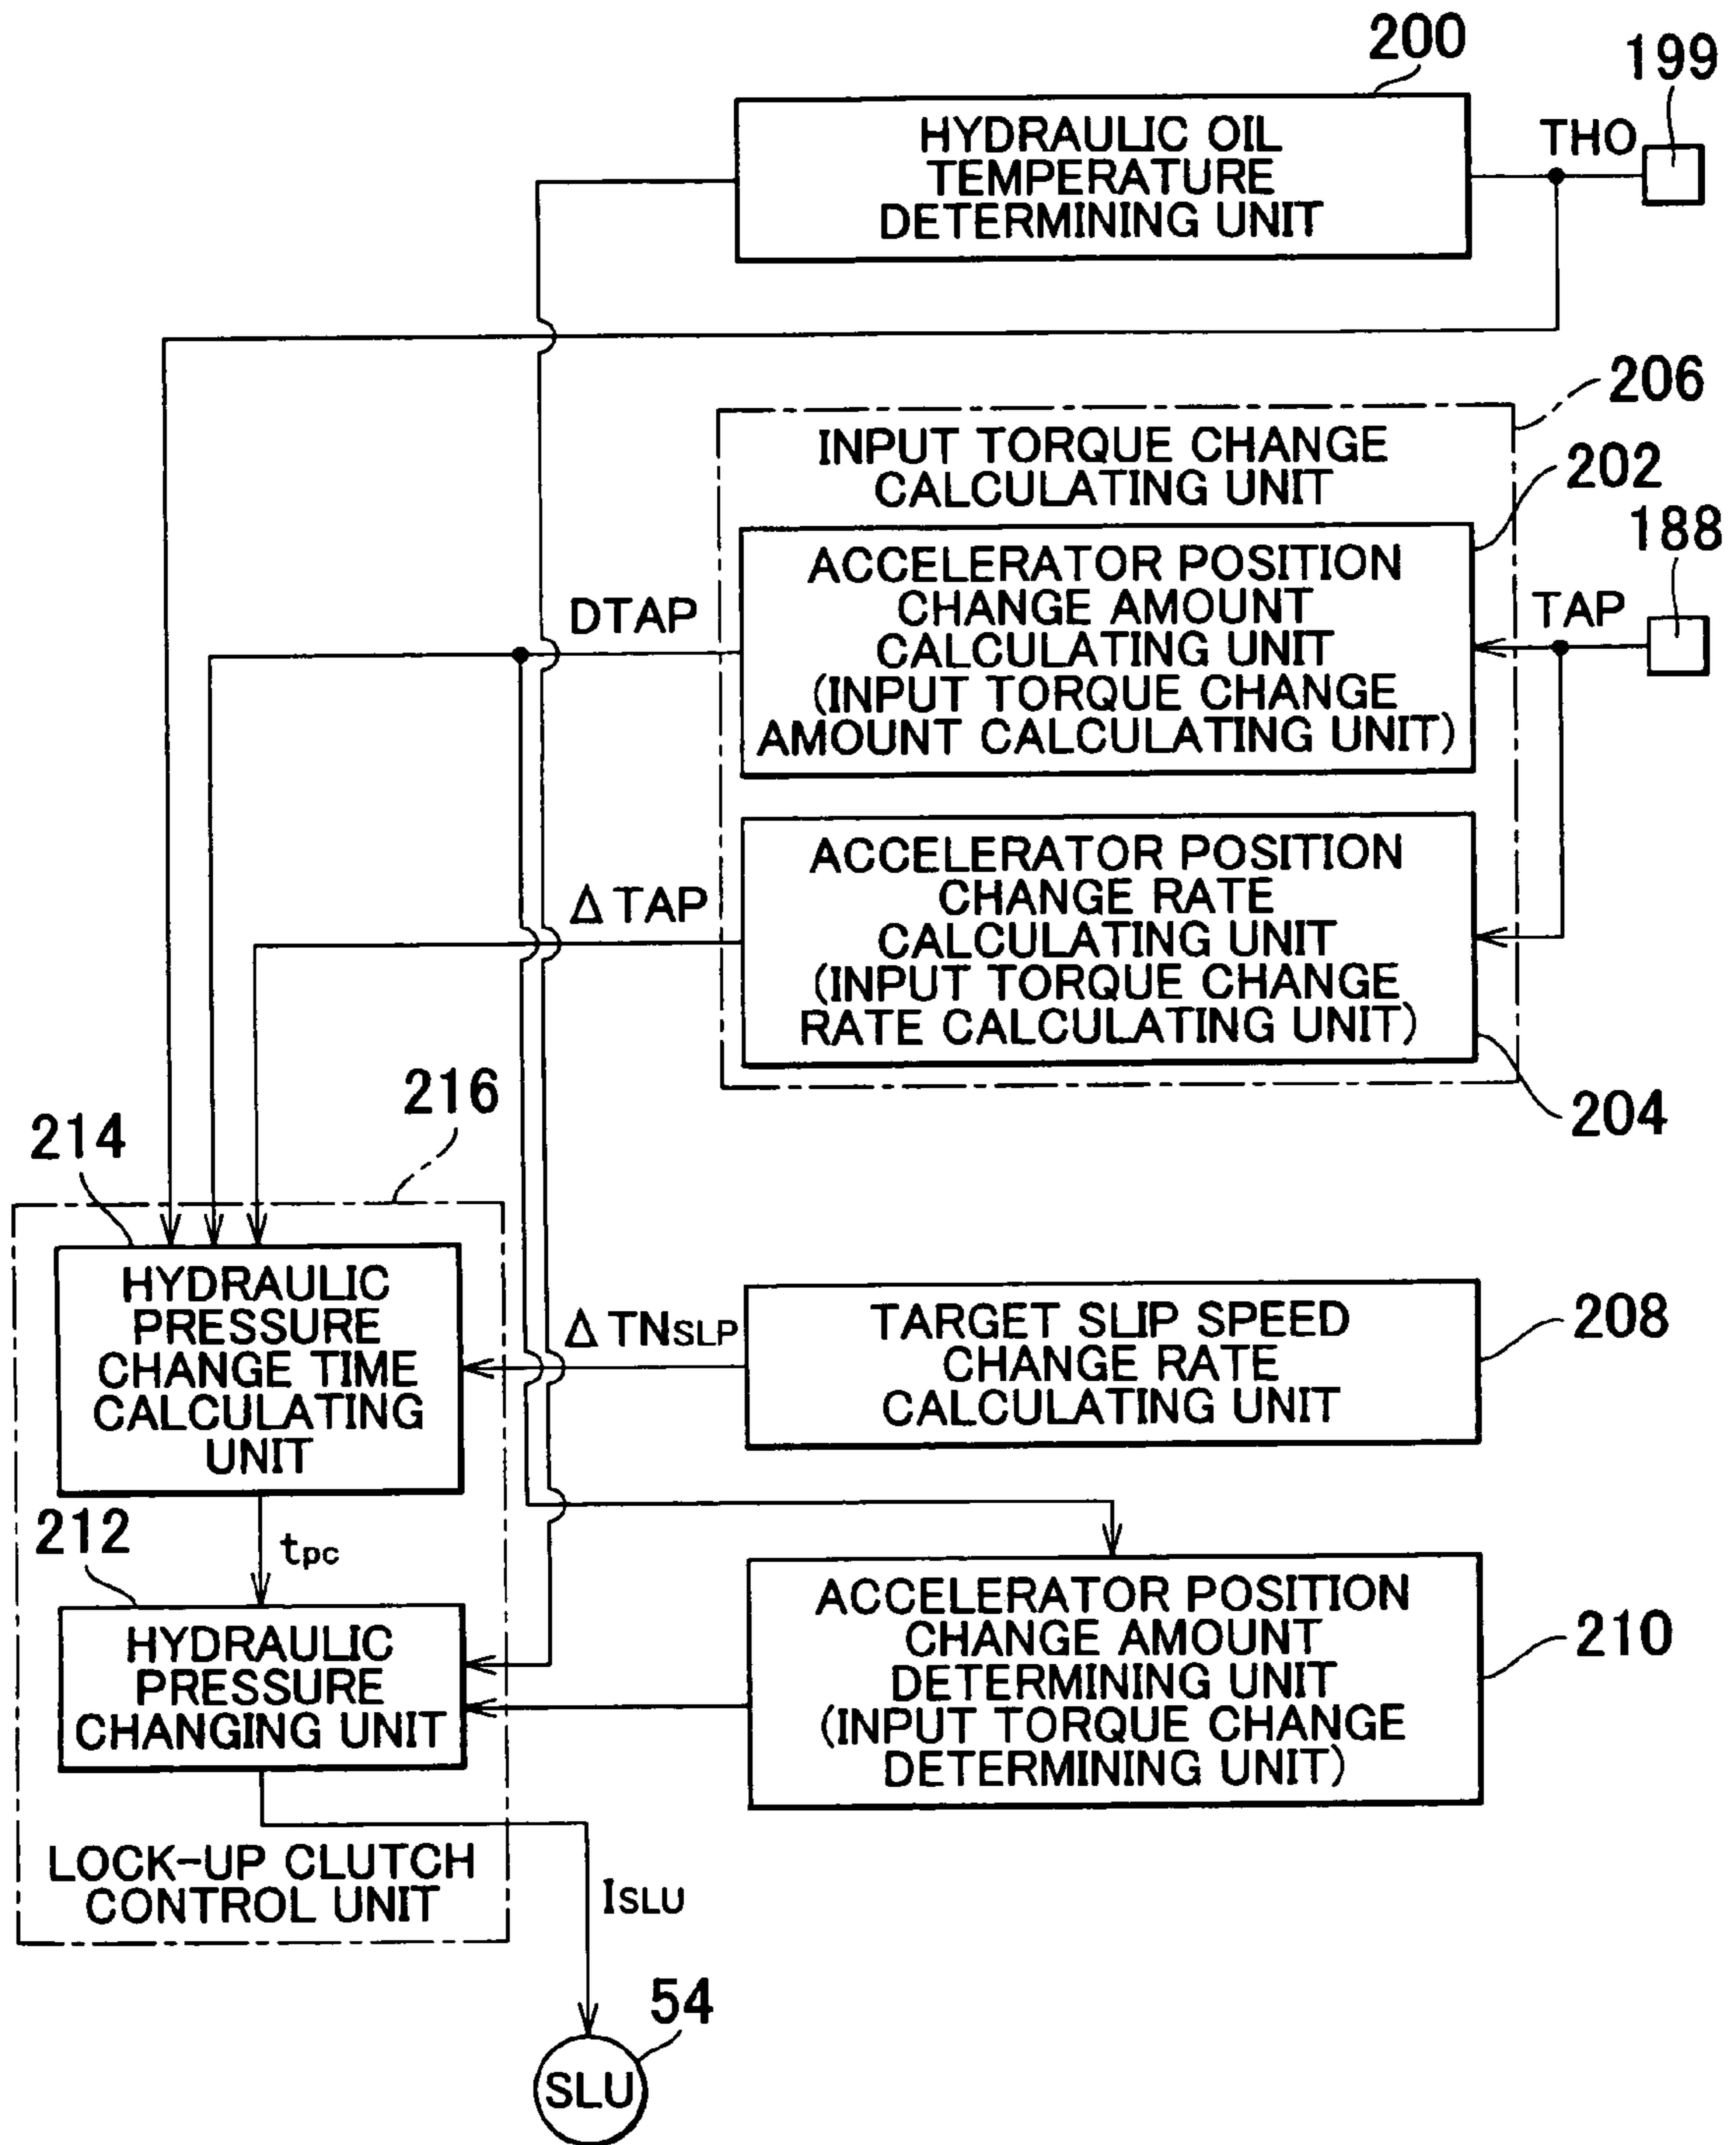 200
199
HYDRAULIC OIL
TEMPERATURE
DETERMINING UNIT
THO
206
INPUT TORQUE CHANGE
CALCULATING UNIT
202
188
ACCELERATOR POSITION
CHANGE AMOUNT
CALCULATING UNIT
(INPUT TORQUE CHANGE
AMOUNT CALCULATING UNIT)
DTAP
TAP
ACCELERATOR POSITION
CHANGE RATE
CALCULATING UNIT
(INPUT TORQUE CHANGE
RATE CALCULATING UNIT)
Δ TAP
204
216
214
HYDRAULIC
PRESSURE
CHANGE TIME
CALCULATING
UNIT
Δ TNSLP
TARGET SLIP SPEED
CHANGE RATE
CALCULATING UNIT
208
212
tpc
HYDRAULIC
PRESSURE
CHANGING UNIT
ACCELERATOR POSITION
CHANGE AMOUNT
DETERMINING UNIT
(INPUT TORQUE CHANGE
DETERMINING UNIT)
210
LOCK-UP CLUTCH
CONTROL UNIT
ISLU
54
SLU